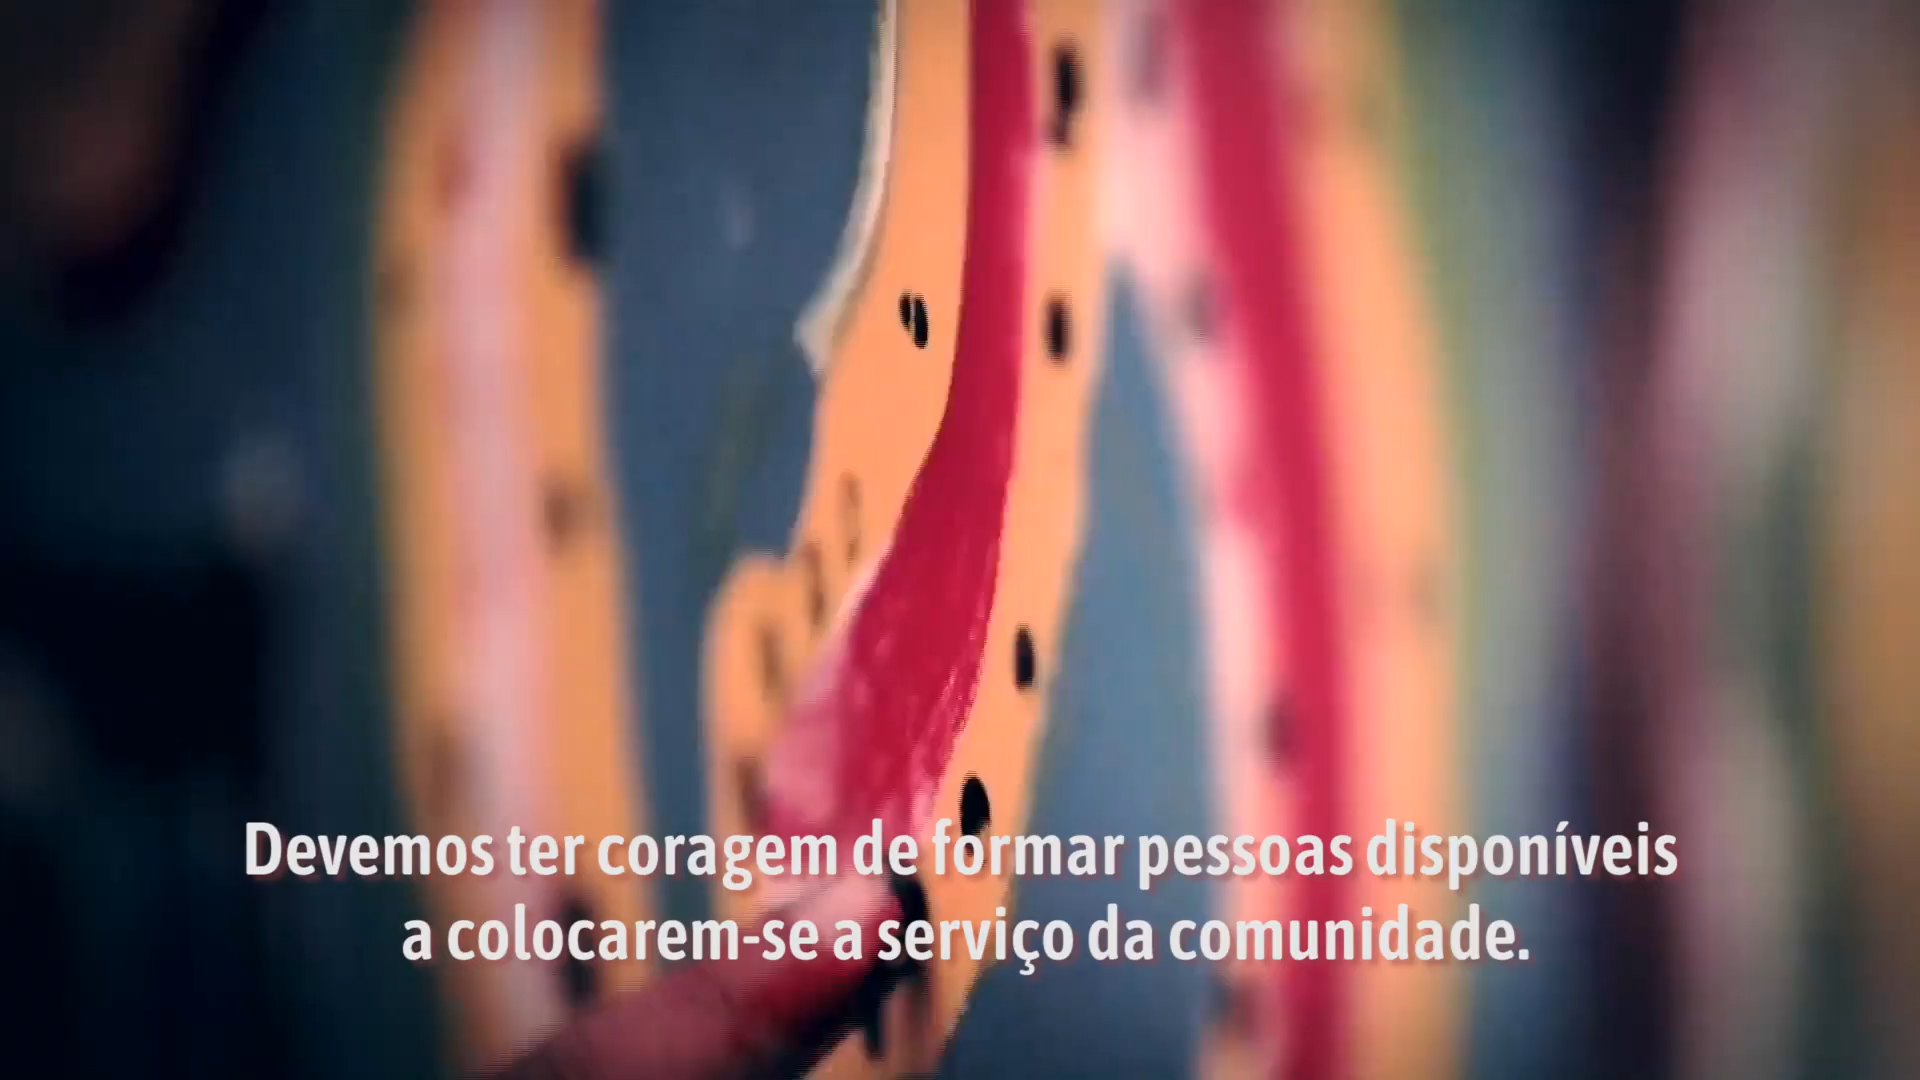 Devemos ter coragem de formar pessoas disponíveis
a colocarem-se a serviço da comunidade.